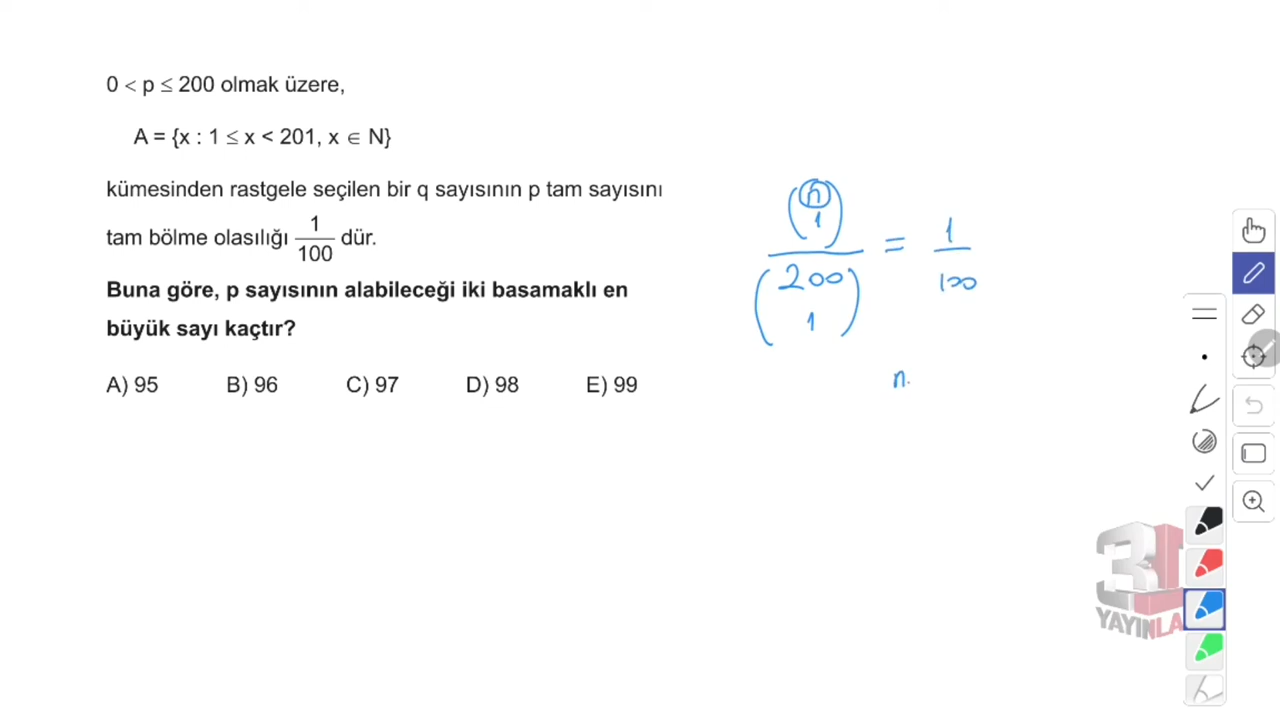 0 < p ≤ 200 olmak üzere,
A = {x : 1 ≤ x < 201, x ∈ N}
kümesinden rastgele seçilen bir q sayısının p tam sayısını
tam bölme olasılığı 1/100 dür.
Buna göre, p sayısının alabileceği iki basamaklı en
büyük sayı kaçtır?
A) 95 B) 96 C) 97 D) 98 E) 99
(n 1) / (200 1) = 1/100
n
31
YAYINLA